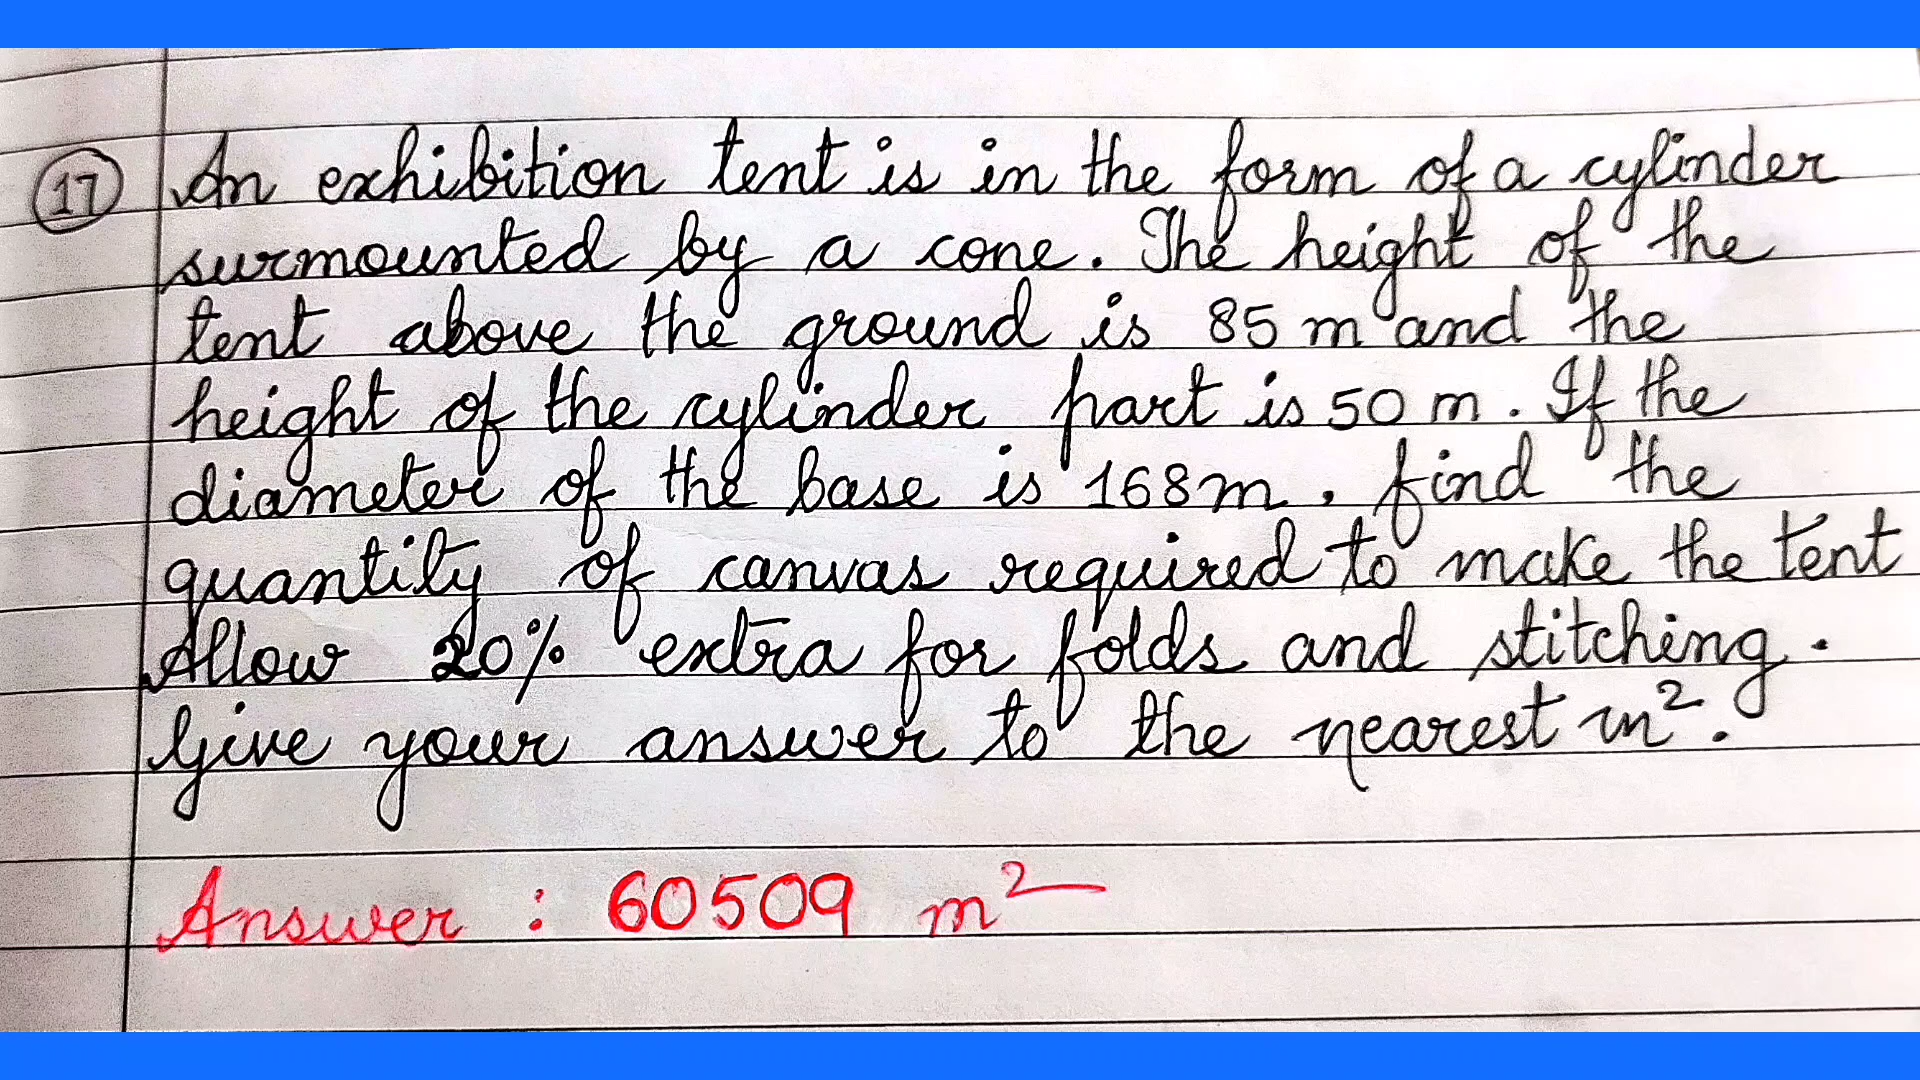 17 An exhibition tent is in the form of a cylinder
surmounted by a cone. The height of the
tent above the ground is 85 m and the
height of the cylinder part is 50 m. If the
diameter of the base is 168m, find the
quantity of canvas required to make the tent
Allow 20% extra for folds and stitching.
Give your answer to the nearest m².
Answer : 60509 m²